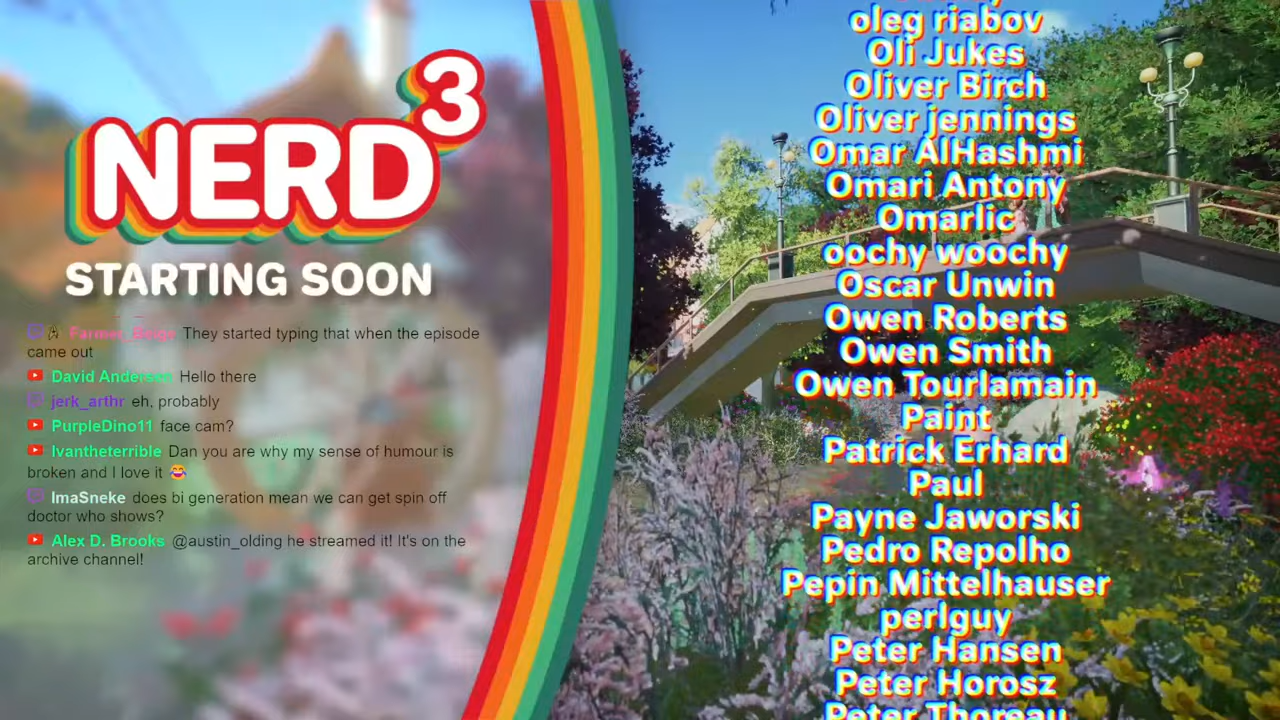 NERD³
STARTING SOON
They started typing that when the episode
came out
David Andersen Hello there
jerk_arthr eh, probably
PurpleDino11 face cam?
Ivantheterrible Dan you are why my sense of humour is
broken and I love it 😂
ImaSneke does bi generation mean we can get spin off
doctor who shows?
Alex D. Brooks @austin_olding he streamed it! It's on the
archive channel!
oleg riabov
Oli Jukes
Oliver Birch
Oliver jennings
Omar AlHashmi
Omari Antony
Omarlic
oochy woochy
Oscar Unwin
Owen Roberts
Owen Smith
Owen Tourlamain
Paint
Patrick Erhard
Paul
Payne Jaworski
Pedro Repolho
Pepin Mittelhauser
perlguy
Peter Hansen
Peter Horosz
Peter Thoreau